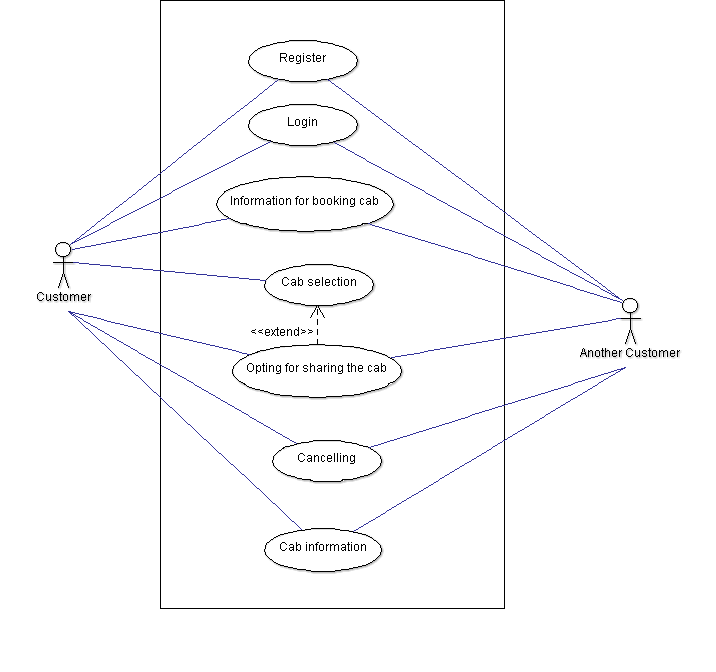 Register
Login
Information for booking cab
Cab selection
Customer
<<extend>>
Another Customer
Opting for sharing the cab
Cancelling
Cab information